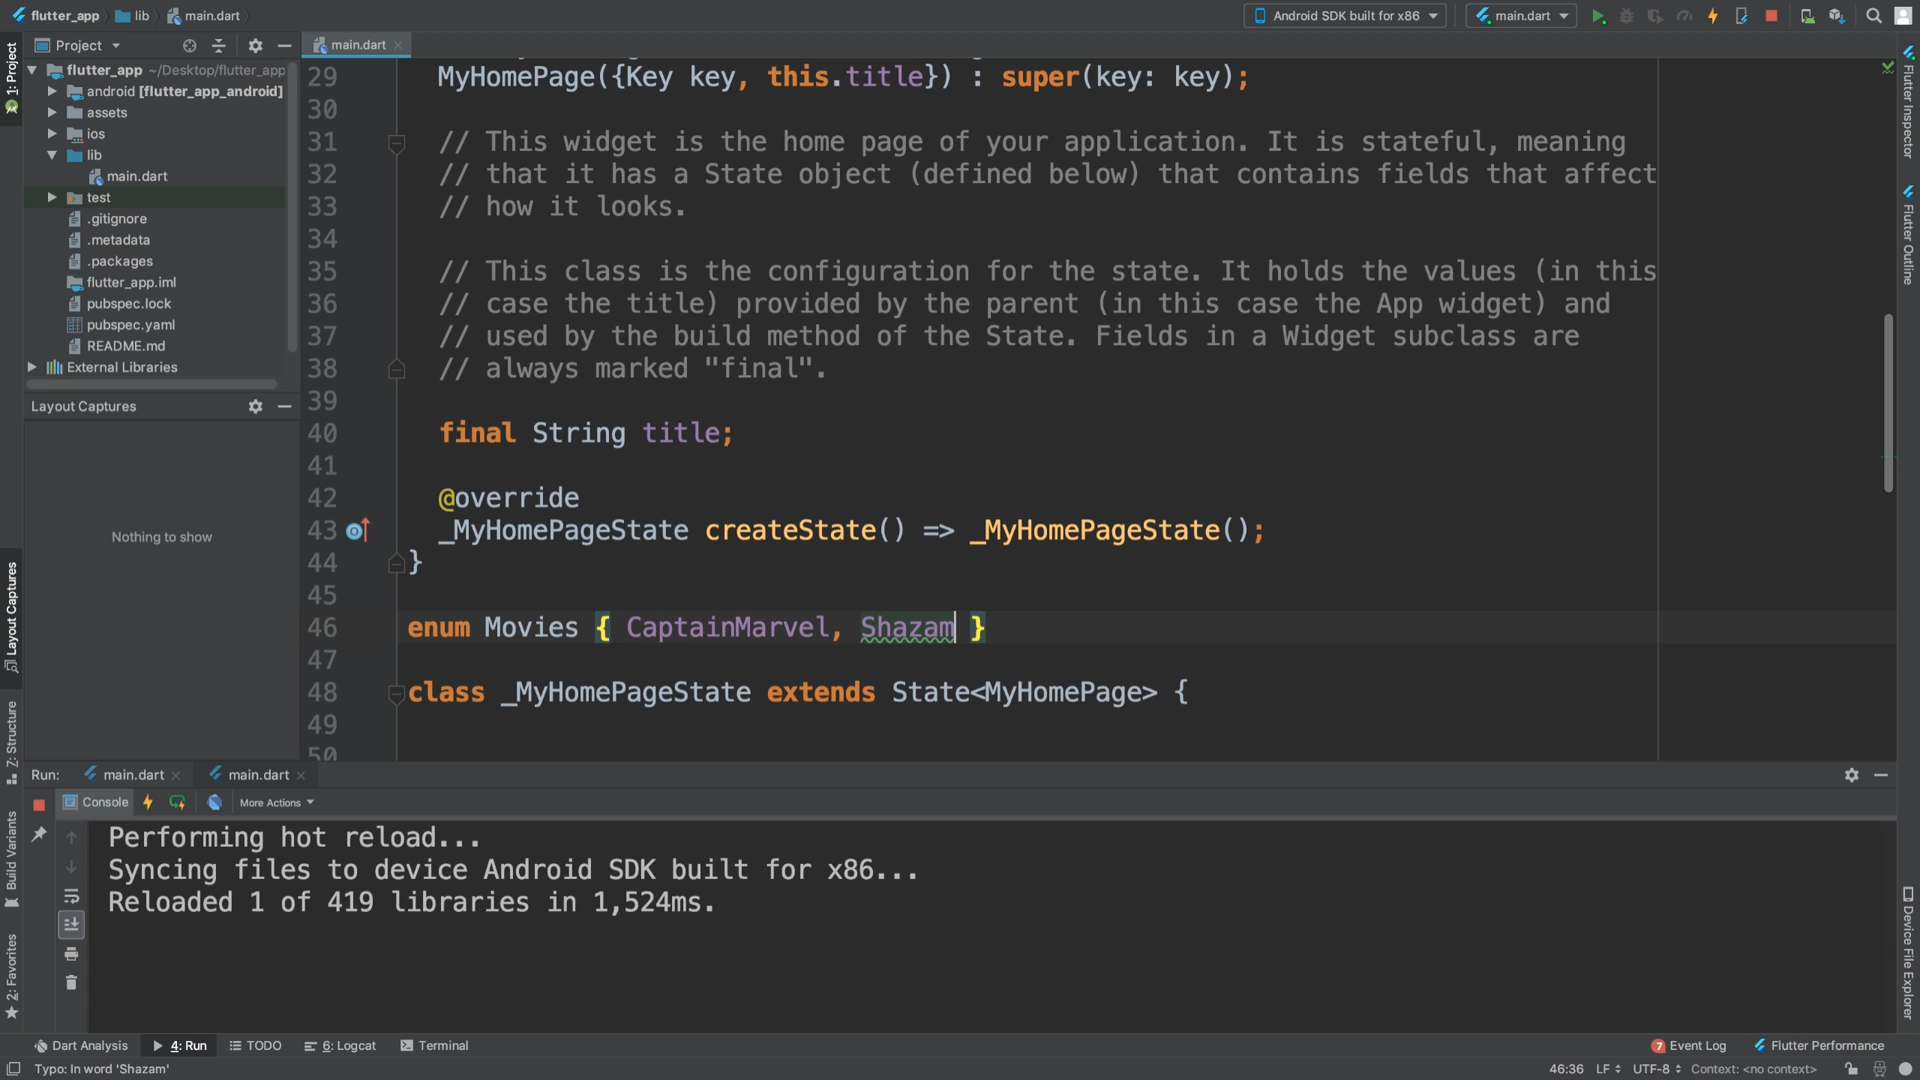 flutter_app
lib
main.dart
Android SDK built for x86
main.dart
1: Project
Project
flutter_app ~/Desktop/flutter_app
android [flutter_app_android]
assets
ios
lib
main.dart
test
.gitignore
.metadata
.packages
flutter_app.iml
pubspec.lock
pubspec.yaml
README.md
External Libraries
Layout Captures
Nothing to show
Layout Captures
Z: Structure
Build Variants
2: Favorites
main.dart
29 MyHomePage({Key key, this.title}) : super(key: key);
30
31 // This widget is the home page of your application. It is stateful, meaning
32 // that it has a State object (defined below) that contains fields that affect
33 // how it looks.
34
35 // This class is the configuration for the state. It holds the values (in this
36 // case the title) provided by the parent (in this case the App widget) and
37 // used by the build method of the State. Fields in a Widget subclass are
38 // always marked "final".
39
40 final String title;
41
42 @override
43 _MyHomePageState createState() => _MyHomePageState();
44 }
45
46 enum Movies { CaptainMarvel, Shazam }
47
48 class _MyHomePageState extends State<MyHomePage> {
49
50
Flutter Inspector
Flutter Outline
Device File Explorer
Run:
main.dart
main.dart
Console
More Actions
Performing hot reload...
Syncing files to device Android SDK built for x86...
Reloaded 1 of 419 libraries in 1,524ms.
Dart Analysis
4: Run
TODO
6: Logcat
Terminal
7 Event Log
Flutter Performance
Typo: In word 'Shazam'
46:36
LF
UTF-8
Context: <no context>